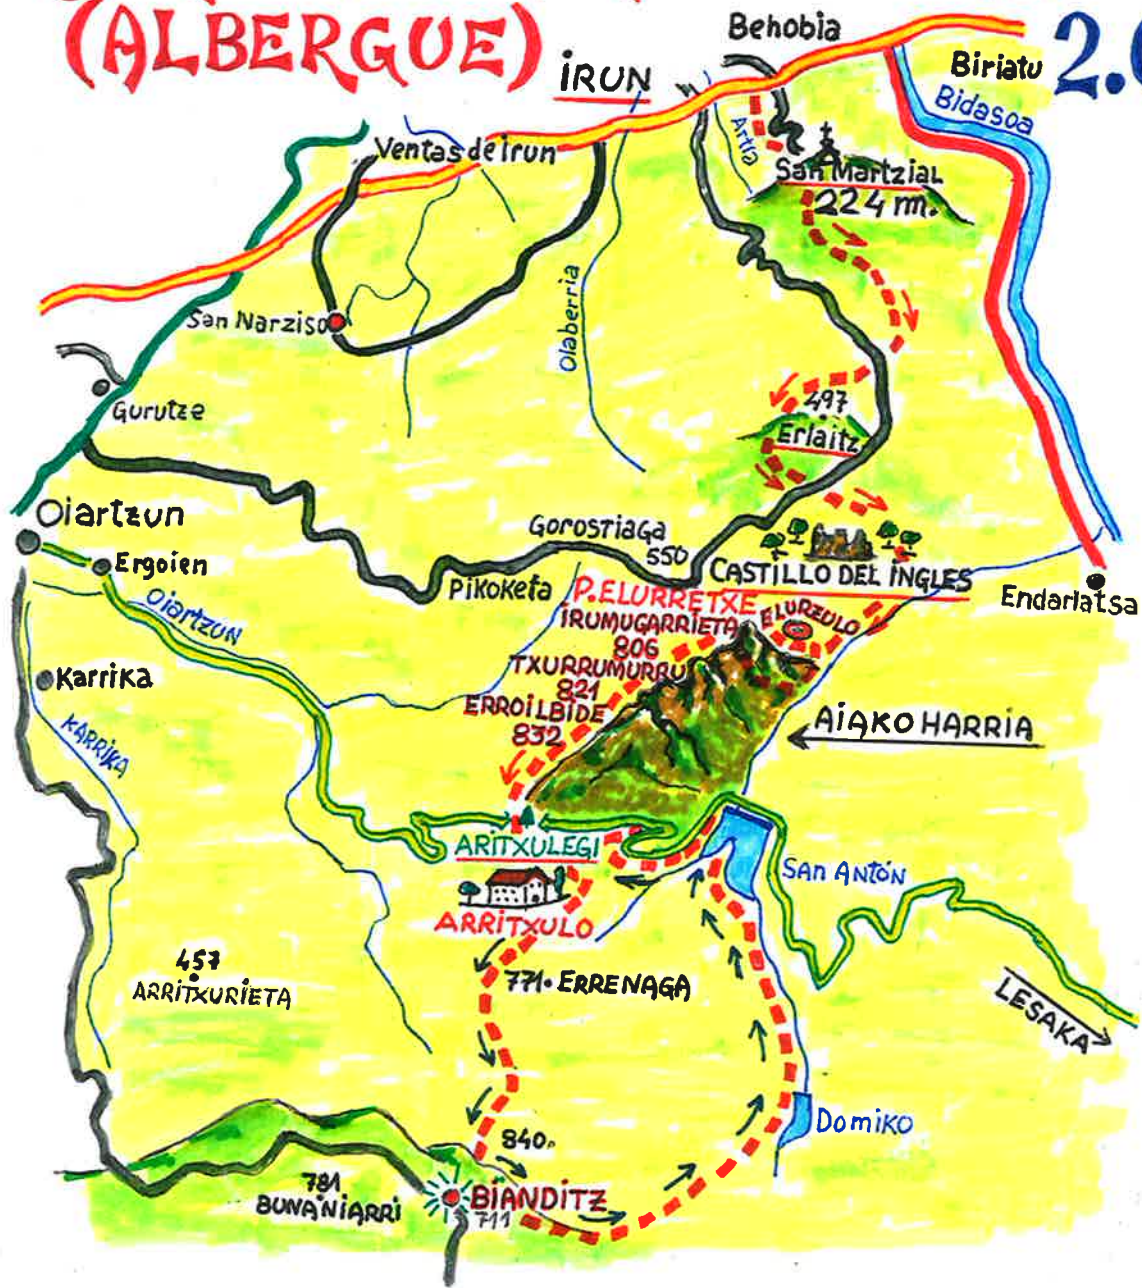 (ALBERGUE)
IRUN
Behobia
Biriatu
2.
Bidasoa
Artia
Ventas de irun
San Martzial
224 m.
San Narziso
Olaberria
Gurutze
497
Erlaitz
Oiartzun
Ergoien
Gorostiaga
550
Pikoketa
CASTILLO DEL INGLES
Endarlatsa
Oiartzun
P.ELURRETXE
ELURZULO
IRUMUGARRIETA
806
TXURRUMURRU
821
ERROILBIDE
832
Karrika
KARRIKA
AIAKO HARRIA
ARITXULEGI
SAN ANTÓN
ARRITXULO
457
ARRITXURIETA
771. ERRENAGA
LESAKA
Domiko
840
781
BUNANIARRI
BIANDITZ
711